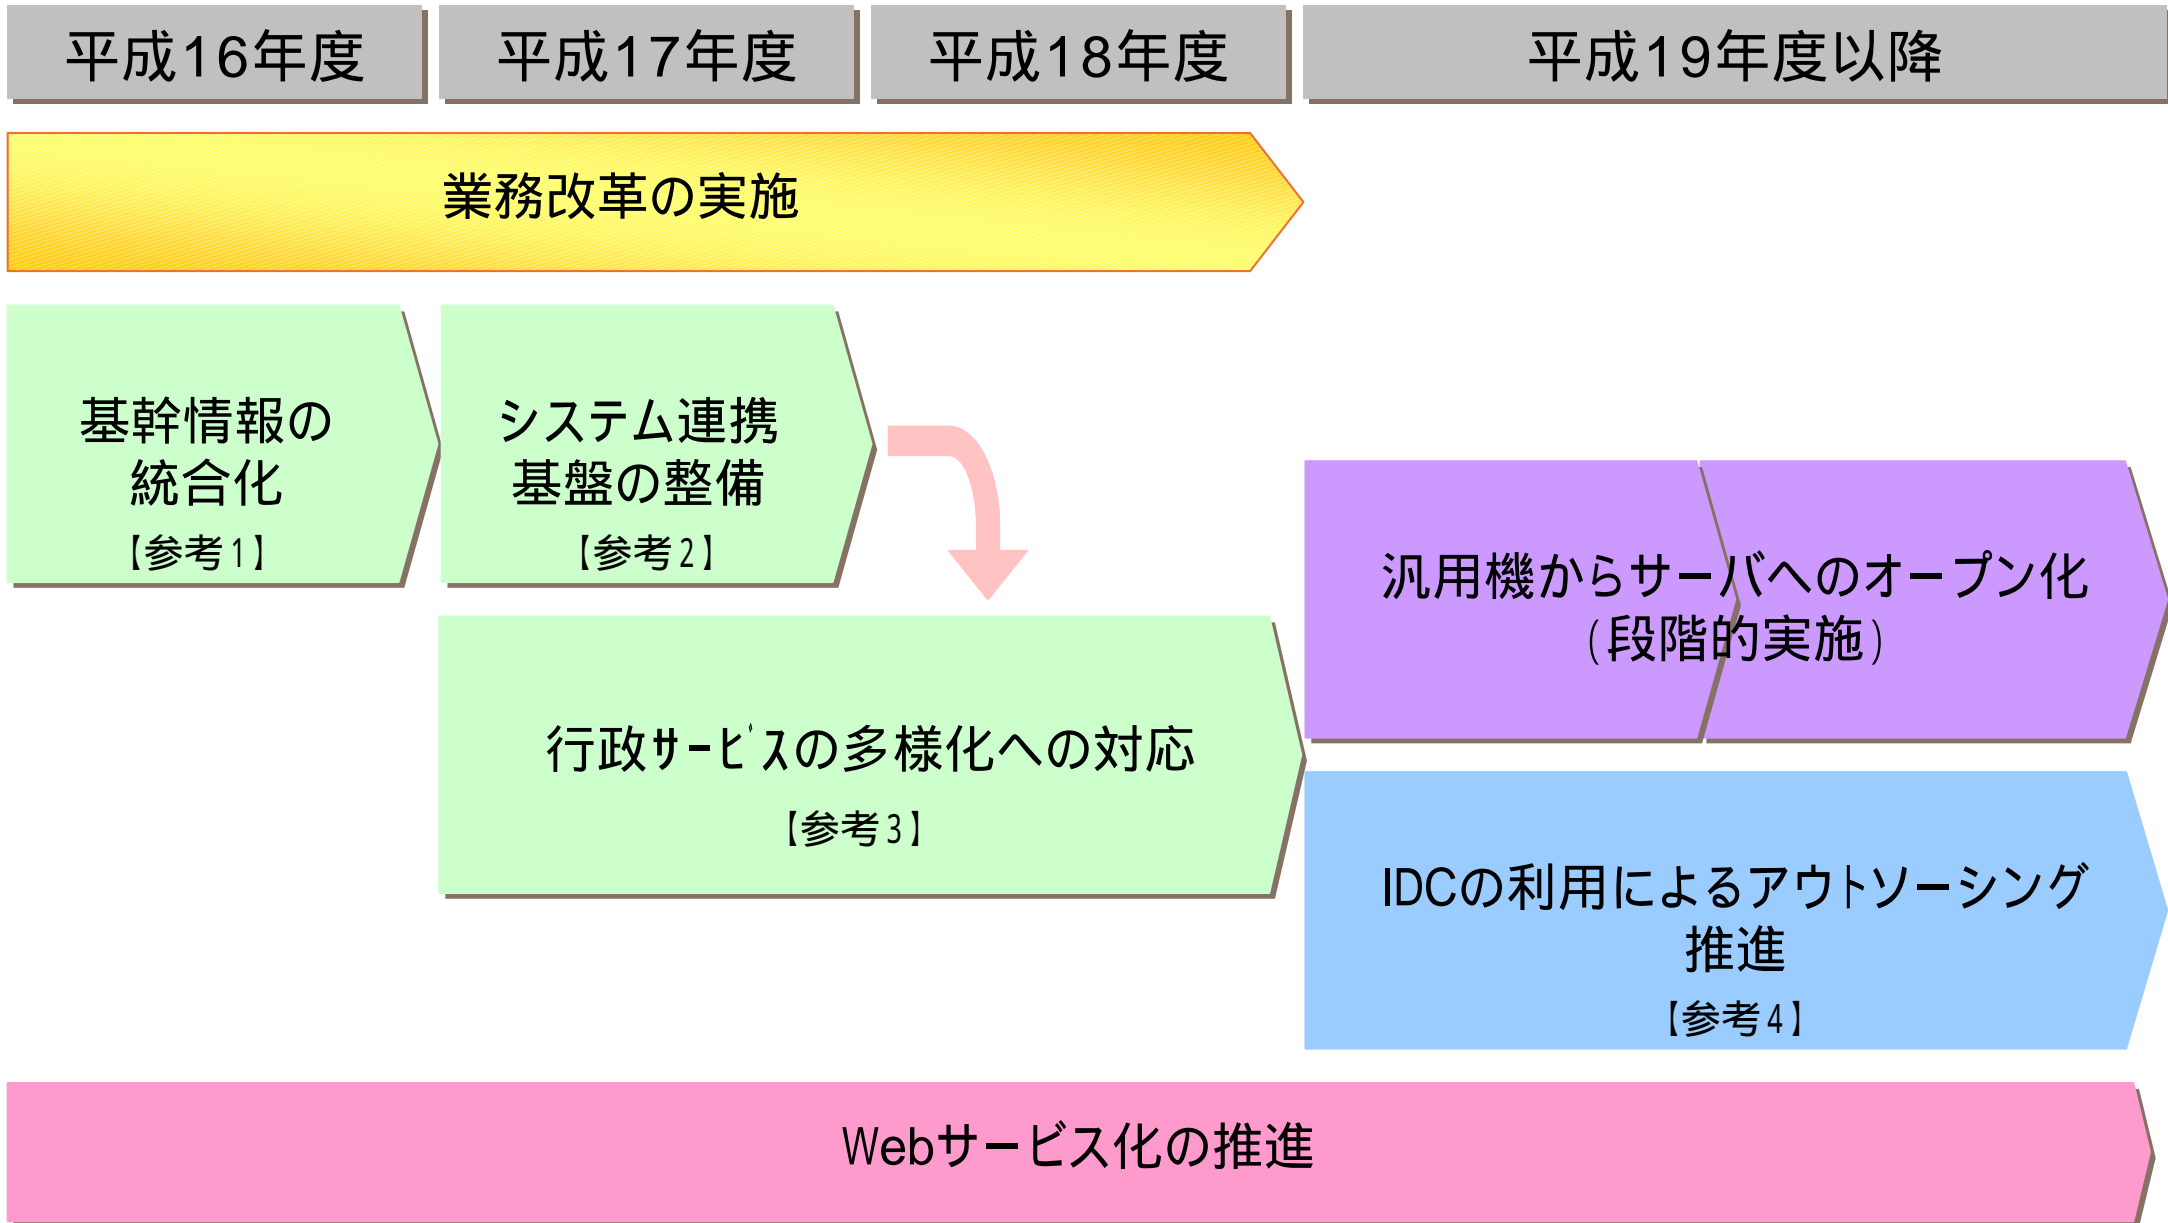 平成16年度
平成17年度
平成18年度
平成19年度以降
業務改革の実施
基幹情報の
統合化
【参考1】
システム連携
基盤の整備
【参考2】
汎用機からサーバへのオープン化
(段階的実施)
行政ｻｰﾋﾞｽの多様化への対応
【参考3】
IDCの利用によるアウトソーシング
推進
【参考4】
Webサービス化の推進